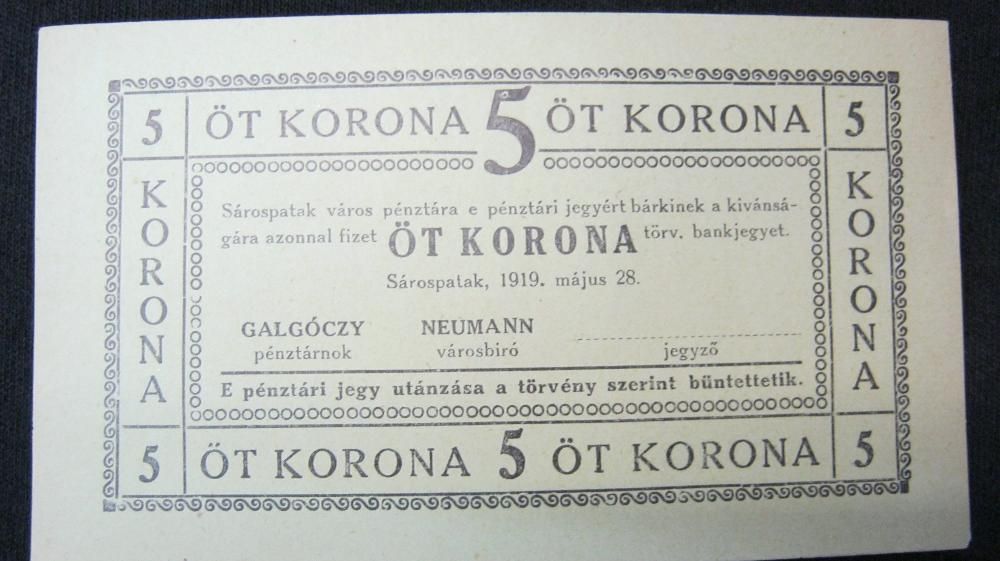 5 ÖT KORONA 5 ÖT KORONA 5
KORONA
Sárospatak város pénztára e pénztári jegyért bárkinek a kivánsá-
gára azonnal fizet ÖT KORONA törv. bankjegyet.
Sárospatak, 1919. május 28.
GALGÓCZY NEUMANN
pénztárnok városbiró jegyző
E pénztári jegy utánzása a törvény szerint büntettetik.
KORONA
5 ÖT KORONA 5 ÖT KORONA 5